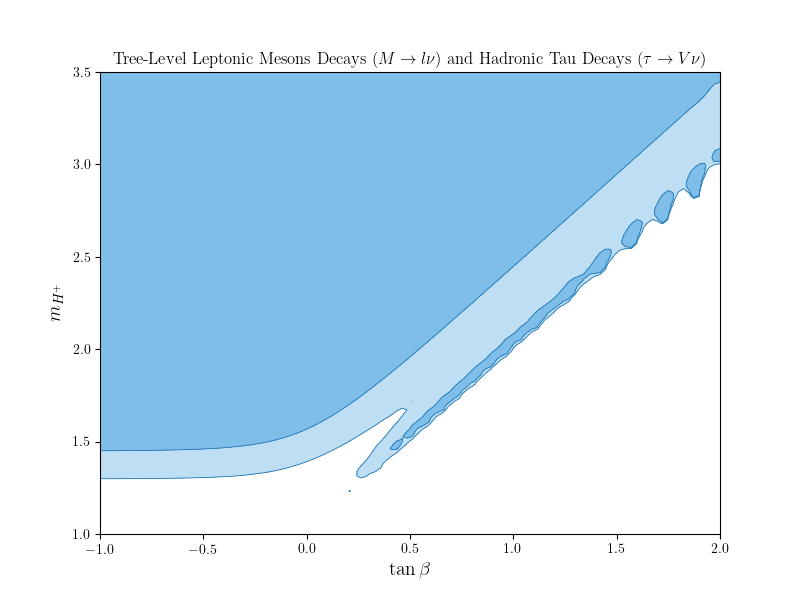 Tree-Level Leptonic Mesons Decays (M → lν) and Hadronic Tau Decays (τ → Vν)
3.5
3.0
2.5
2.0
1.5
1.0
m_{H^+}
−1.0 −0.5 0.0 0.5 1.0 1.5 2.0
tan β